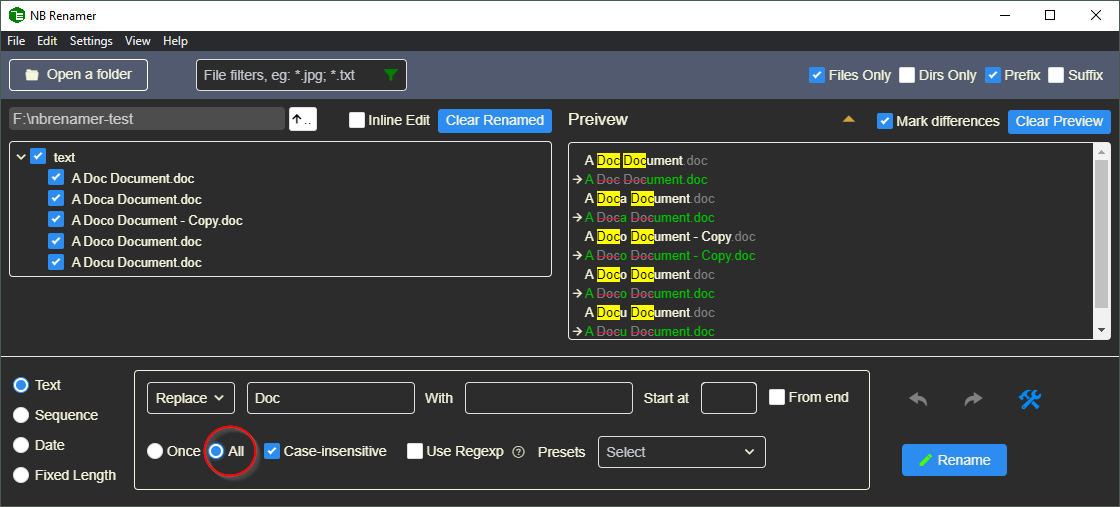 NB Renamer
File Edit Settings View Help
Open a folder File filters, eg: *.jpg; *.txt Files Only Dirs Only Prefix Suffix
F:\nbrenamer-test .. Inline Edit Clear Renamed
text
A Doc Document.doc
A Doca Document.doc
A Doco Document - Copy.doc
A Doco Document.doc
A Docu Document.doc
Preivew Mark differences Clear Preview
A Doc Document.doc
A Doc Document.doc
A Doca Document.doc
A Doca Document.doc
A Doco Document - Copy.doc
A Doco Document - Copy.doc
A Doco Document.doc
A Doco Document.doc
A Docu Document.doc
A Docu Document.doc
Text
Sequence
Date
Fixed Length
Replace Doc With Start at From end
Once All Case-insensitive Use Regexp Presets Select
Rename